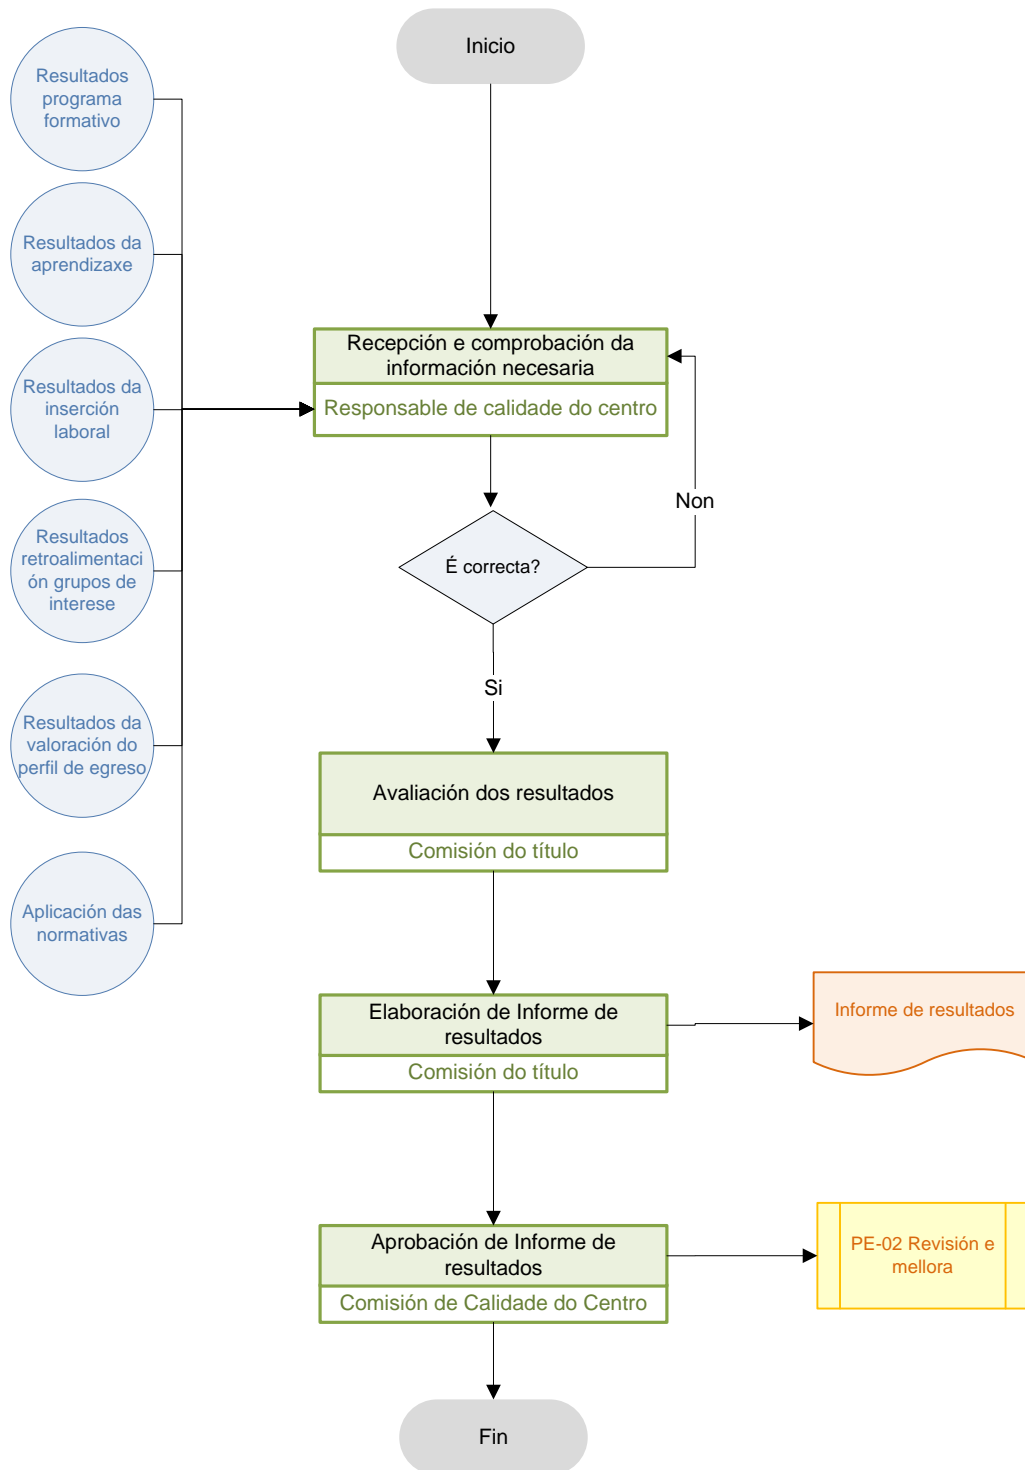 Inicio
Resultados
programa
formativo
Resultados da
aprendizaxe
Resultados da
inserción
laboral
Resultados
retroalimentaci
ón grupos de
interese
Resultados da
valoración do
perfil de egreso
Aplicación das
normativas
Recepción e comprobación da
información necesaria
Responsable de calidade do centro
Non
É correcta?
Si
Avaliación dos resultados
Comisión do título
Elaboración de Informe de
resultados
Comisión do título
Informe de resultados
Aprobación de Informe de
resultados
Comisión de Calidade do Centro
PE-02 Revisión e
mellora
Fin